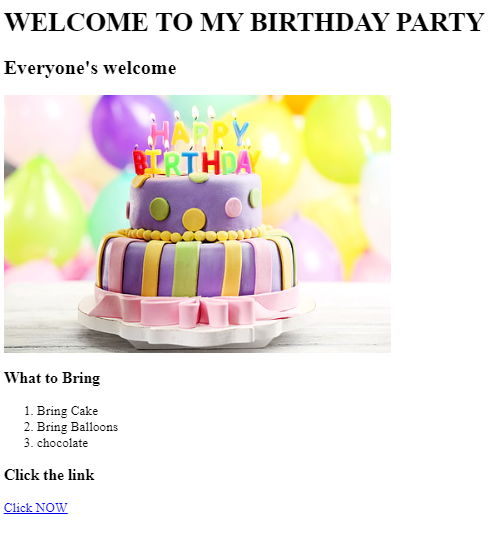 WELCOME TO MY BIRTHDAY PARTY
Everyone's welcome
HAPPY
BIRTHDAY
What to Bring
1. Bring Cake
2. Bring Balloons
3. chocolate
Click the link
Click NOW